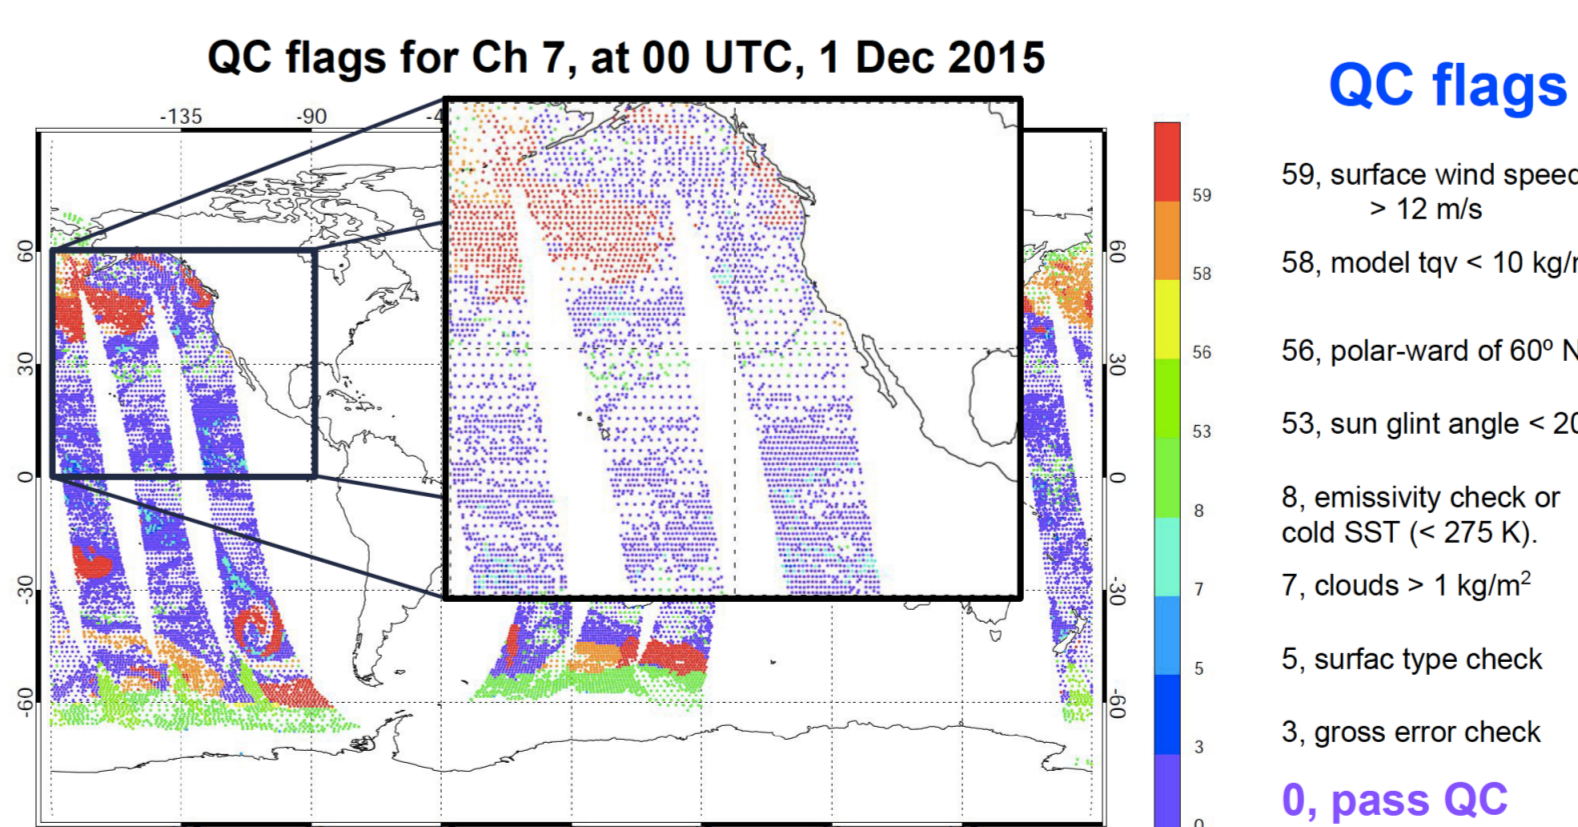 QC flags for Ch 7, at 00 UTC, 1 Dec 2015
QC flags
-135 -90 -4
60
30
0
-30
-60
60
30
0
-30
-60
59
58
56
53
8
7
5
3
0
59, surface wind speed
> 12 m/s
58, model tqv < 10 kg/
56, polar-ward of 60º N
53, sun glint angle < 20
8, emissivity check or
cold SST (< 275 K).
7, clouds > 1 kg/m²
5, surfac type check
3, gross error check
0, pass QC